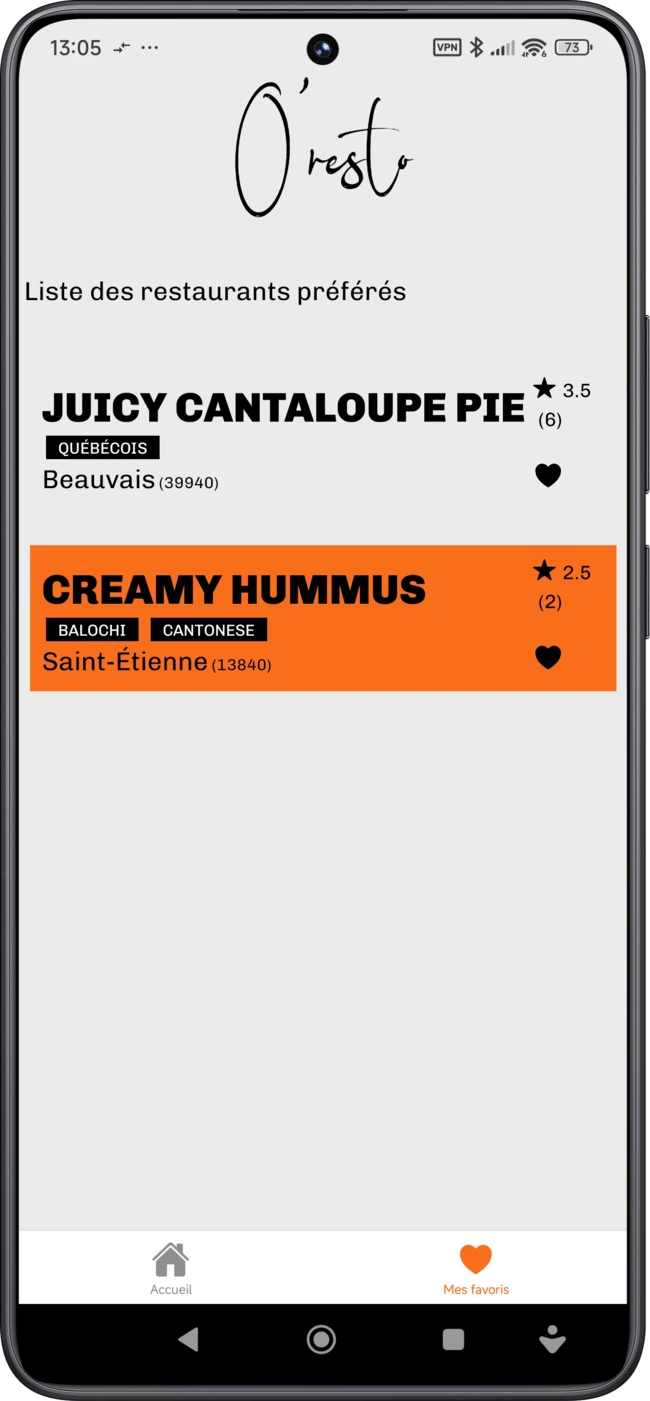 13:05
VPN
6
73
O'resto
Liste des restaurants préférés
JUICY CANTALOUPE PIE
3.5
(6)
QUÉBÉCOIS
Beauvais (39940)
CREAMY HUMMUS
2.5
(2)
BALOCHI CANTONESE
Saint-Étienne (13840)
Accueil
Mes favoris